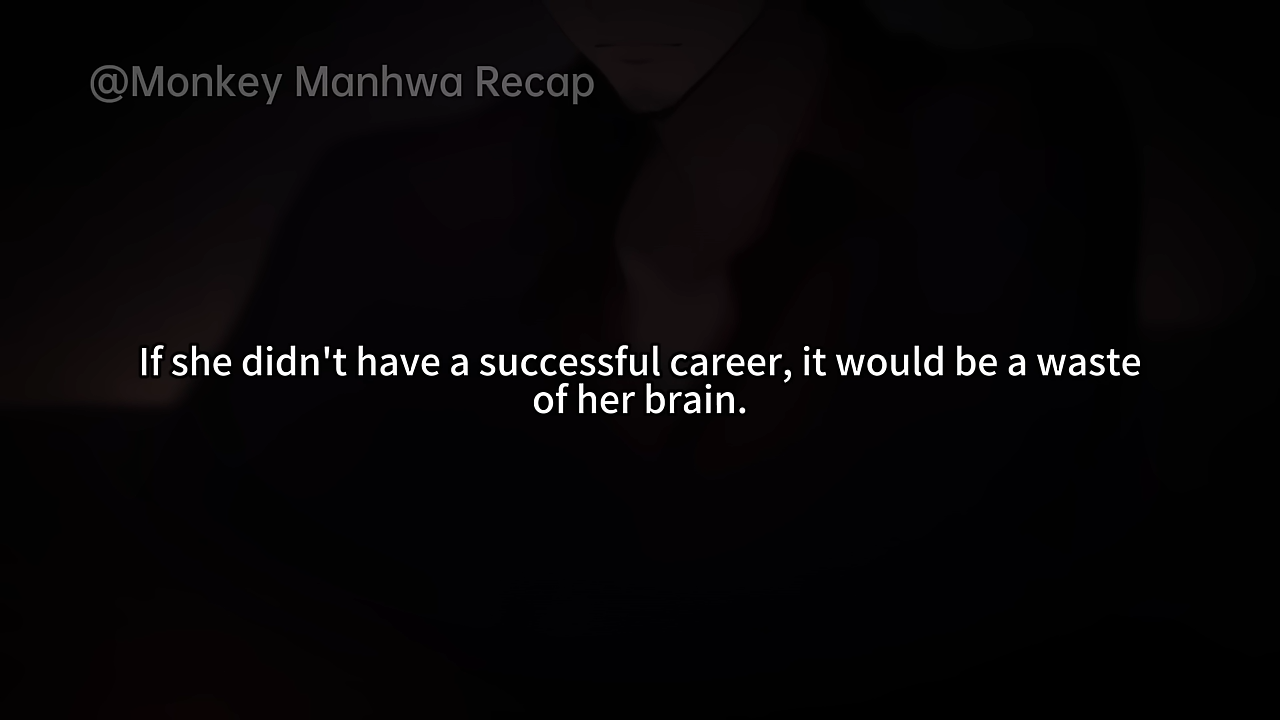 @Monkey Manhwa Recap
If she didn't have a successful career, it would be a waste
of her brain.